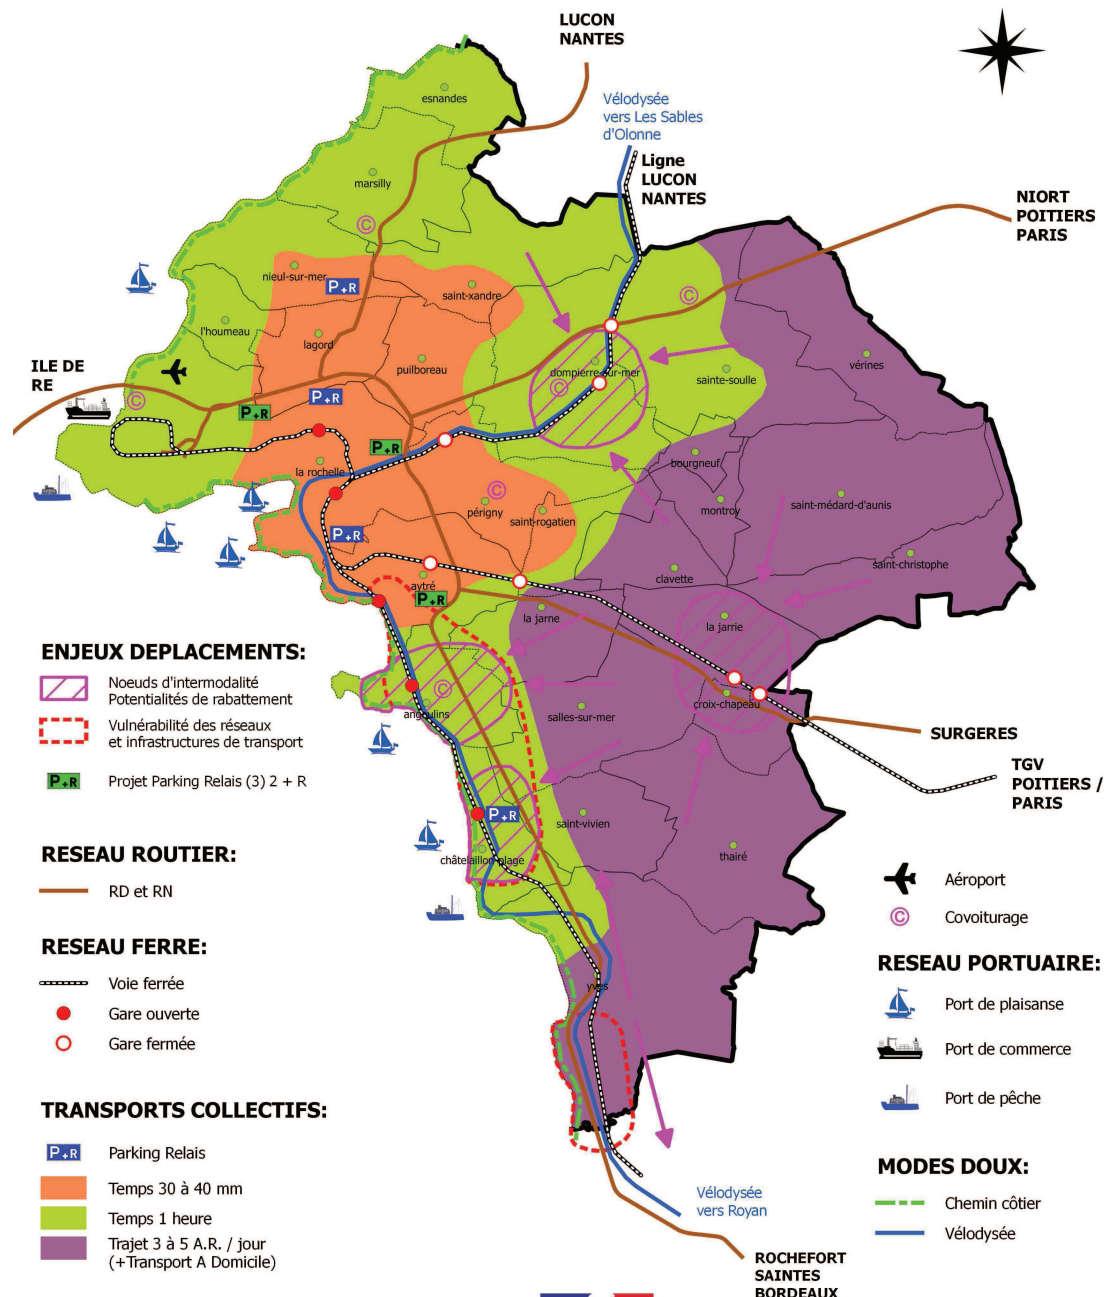 LUCON
NANTES
esnandes
Vélodysée
vers Les Sables
d'Olonne
Ligne
LUCON
NANTES
marsilly
NIORT
POITIERS
PARIS
©
nieul-sur-mer
P+R
saint-xandre
©
l'houmeau
lagord
puilboreau
dompierre-sur-mer
sainte-soulle
vérines
ILE DE
RE
©
P+R
P+R
©
P+R
la rochelle
bourgneuf
périgny
©
saint-rogatien
montroy
saint-médard-d'aunis
P+R
saint-christophe
aytré
clavette
P+R
la jarne
la jarrie
ENJEUX DEPLACEMENTS:
Noeuds d'intermodalité
Potentialités de rabattement
©
angoulins
salles-sur-mer
croix-chapeau
Vulnérabilité des réseaux
et infrastructures de transport
SURGERES
P+R
Projet Parking Relais (3) 2 + R
TGV
POITIERS /
PARIS
P+R
saint-vivien
châtelaillon-plage
thairé
RESEAU ROUTIER:
RD et RN
Aéroport
©
Covoiturage
RESEAU FERRE:
Voie ferrée
Gare ouverte
Gare fermée
yves
RESEAU PORTUAIRE:
Port de plaisanse
Port de commerce
Port de pêche
TRANSPORTS COLLECTIFS:
P+R
Parking Relais
Temps 30 à 40 mm
Temps 1 heure
Trajet 3 à 5 A.R. / jour
(+Transport A Domicile)
MODES DOUX:
Chemin côtier
Vélodysée
Vélodysée
vers Royan
ROCHEFORT
SAINTES
BORDEAUX